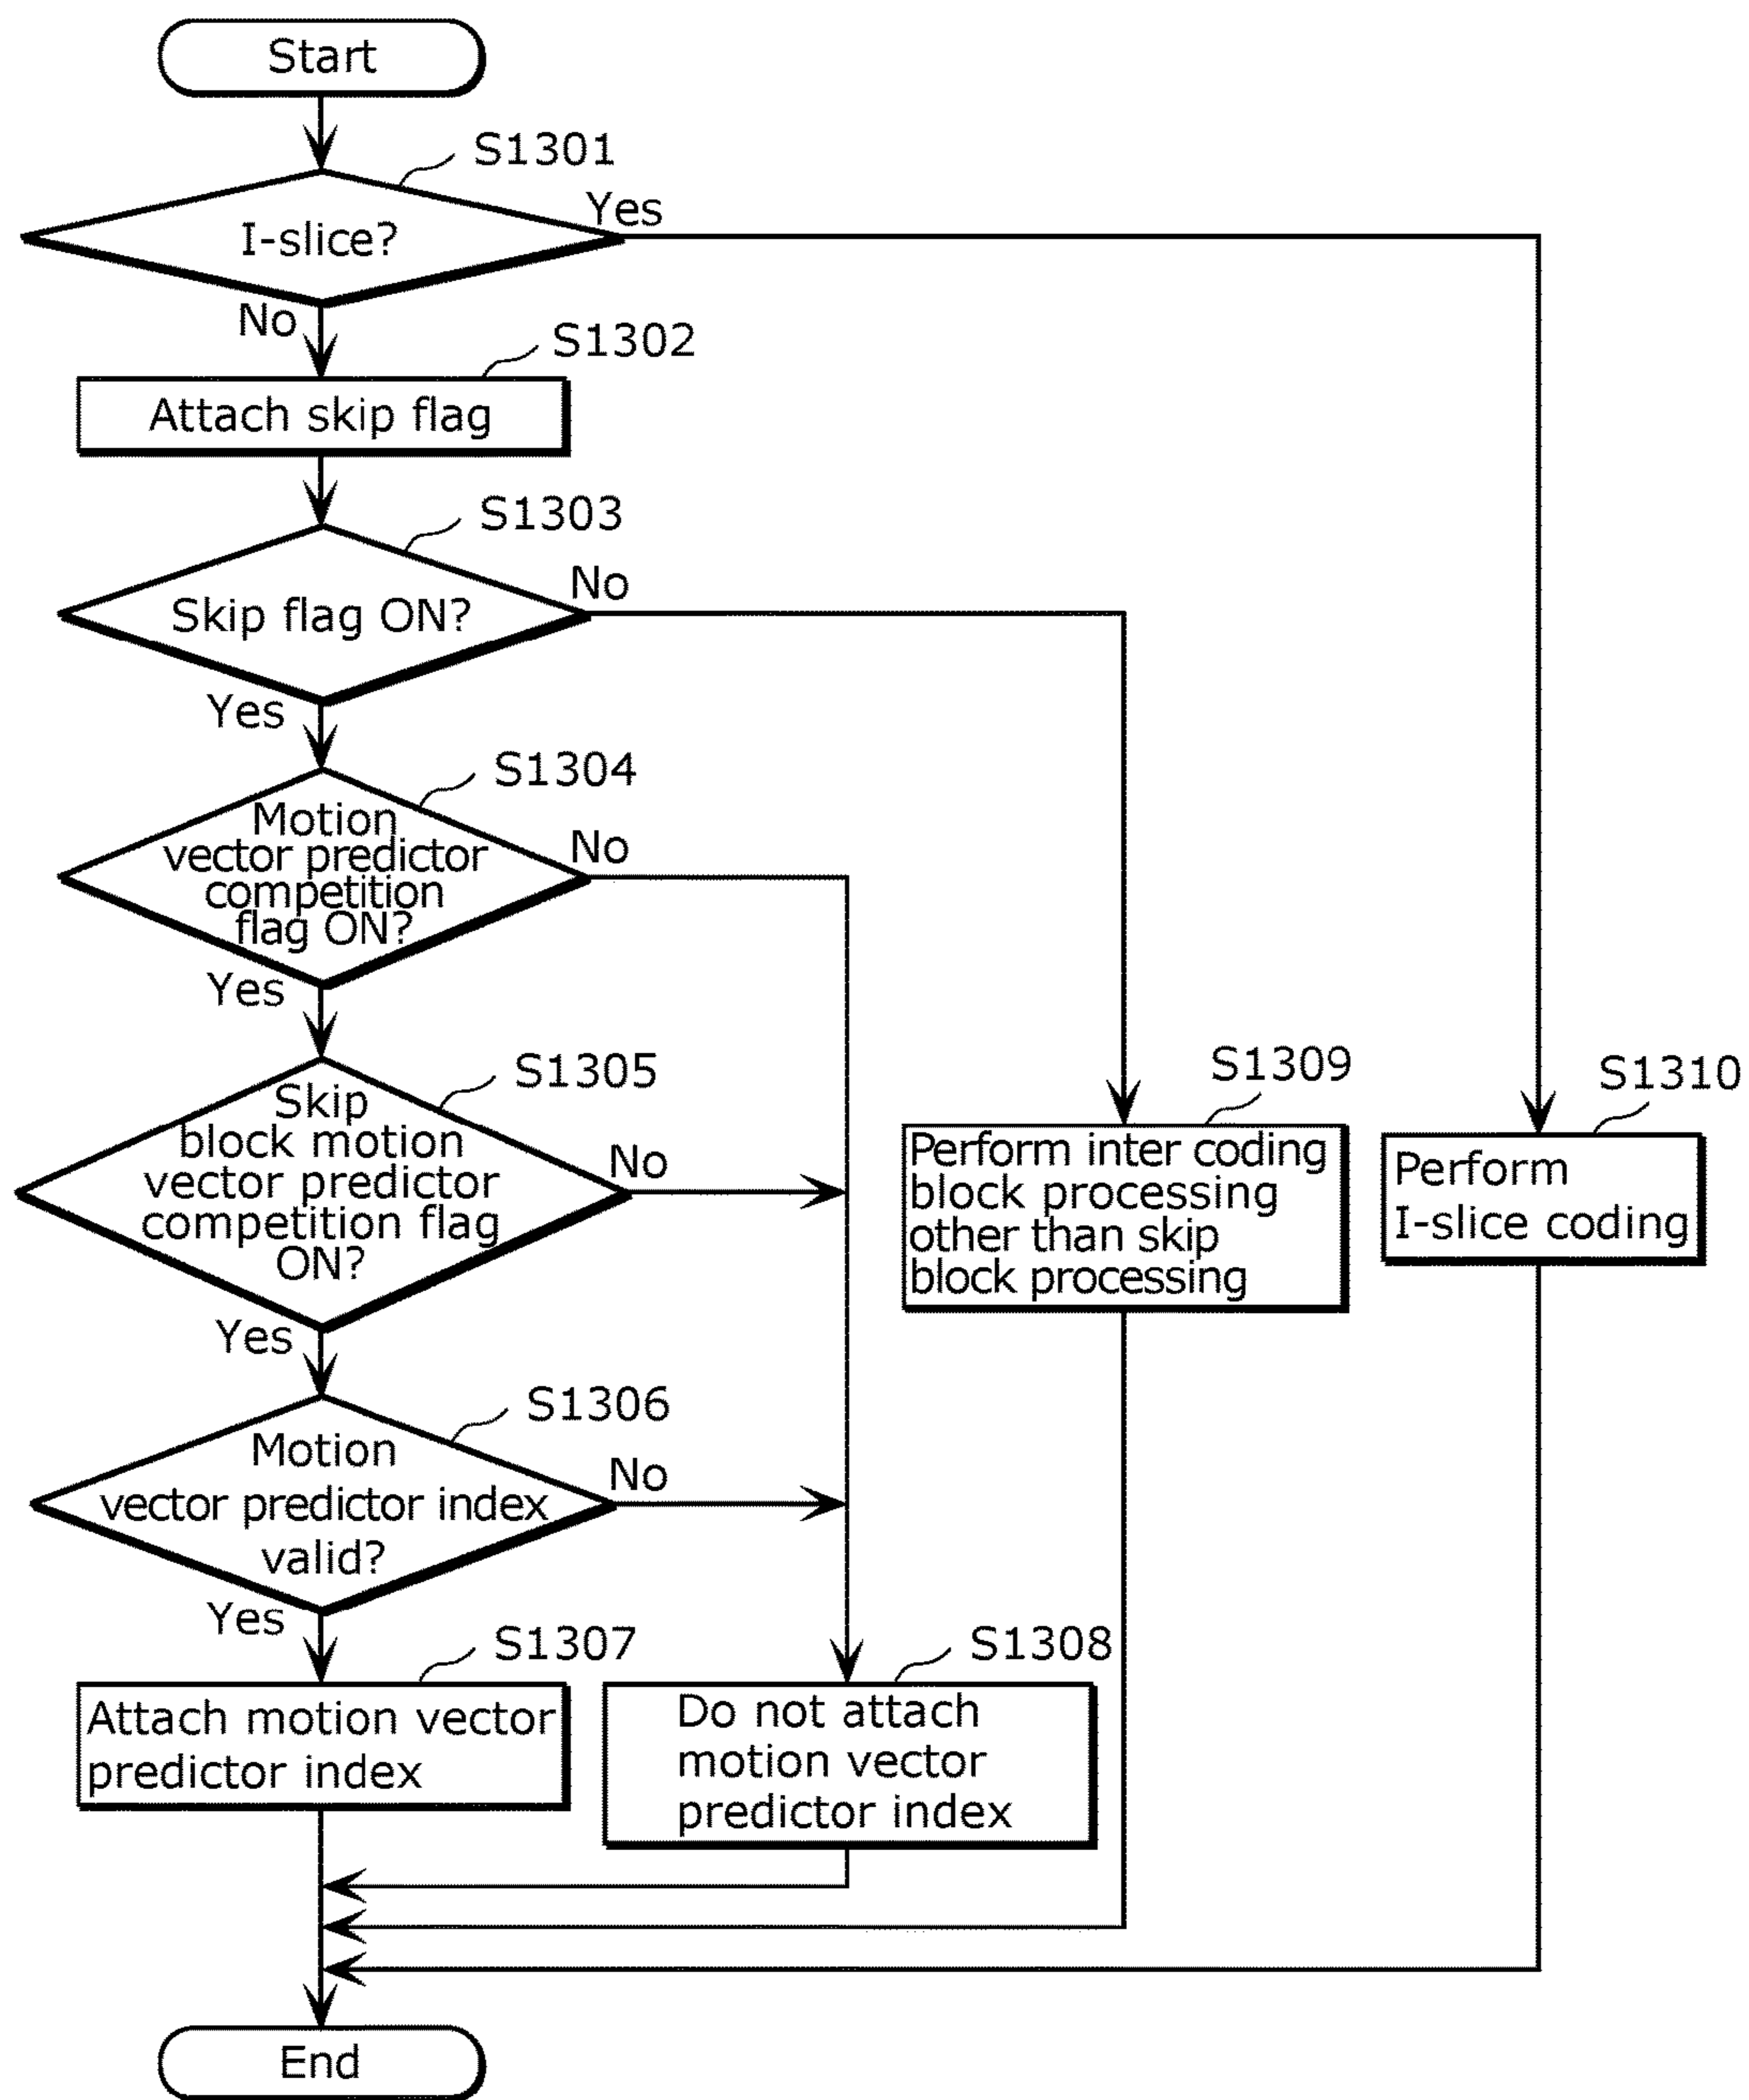 Start
S1301
I-slice?
Yes
No
S1302
Attach skip flag
S1303
Skip flag ON?
No
Yes
S1304
Motion
vector predictor
competition
flag ON?
No
Yes
S1305
Skip
block motion
vector predictor
competition flag
ON?
No
Yes
S1309
Perform inter coding
block processing
other than skip
block processing
S1310
Perform
I-slice coding
S1306
Motion
vector predictor index
valid?
No
Yes
S1307
Attach motion vector
predictor index
S1308
Do not attach
motion vector
predictor index
End